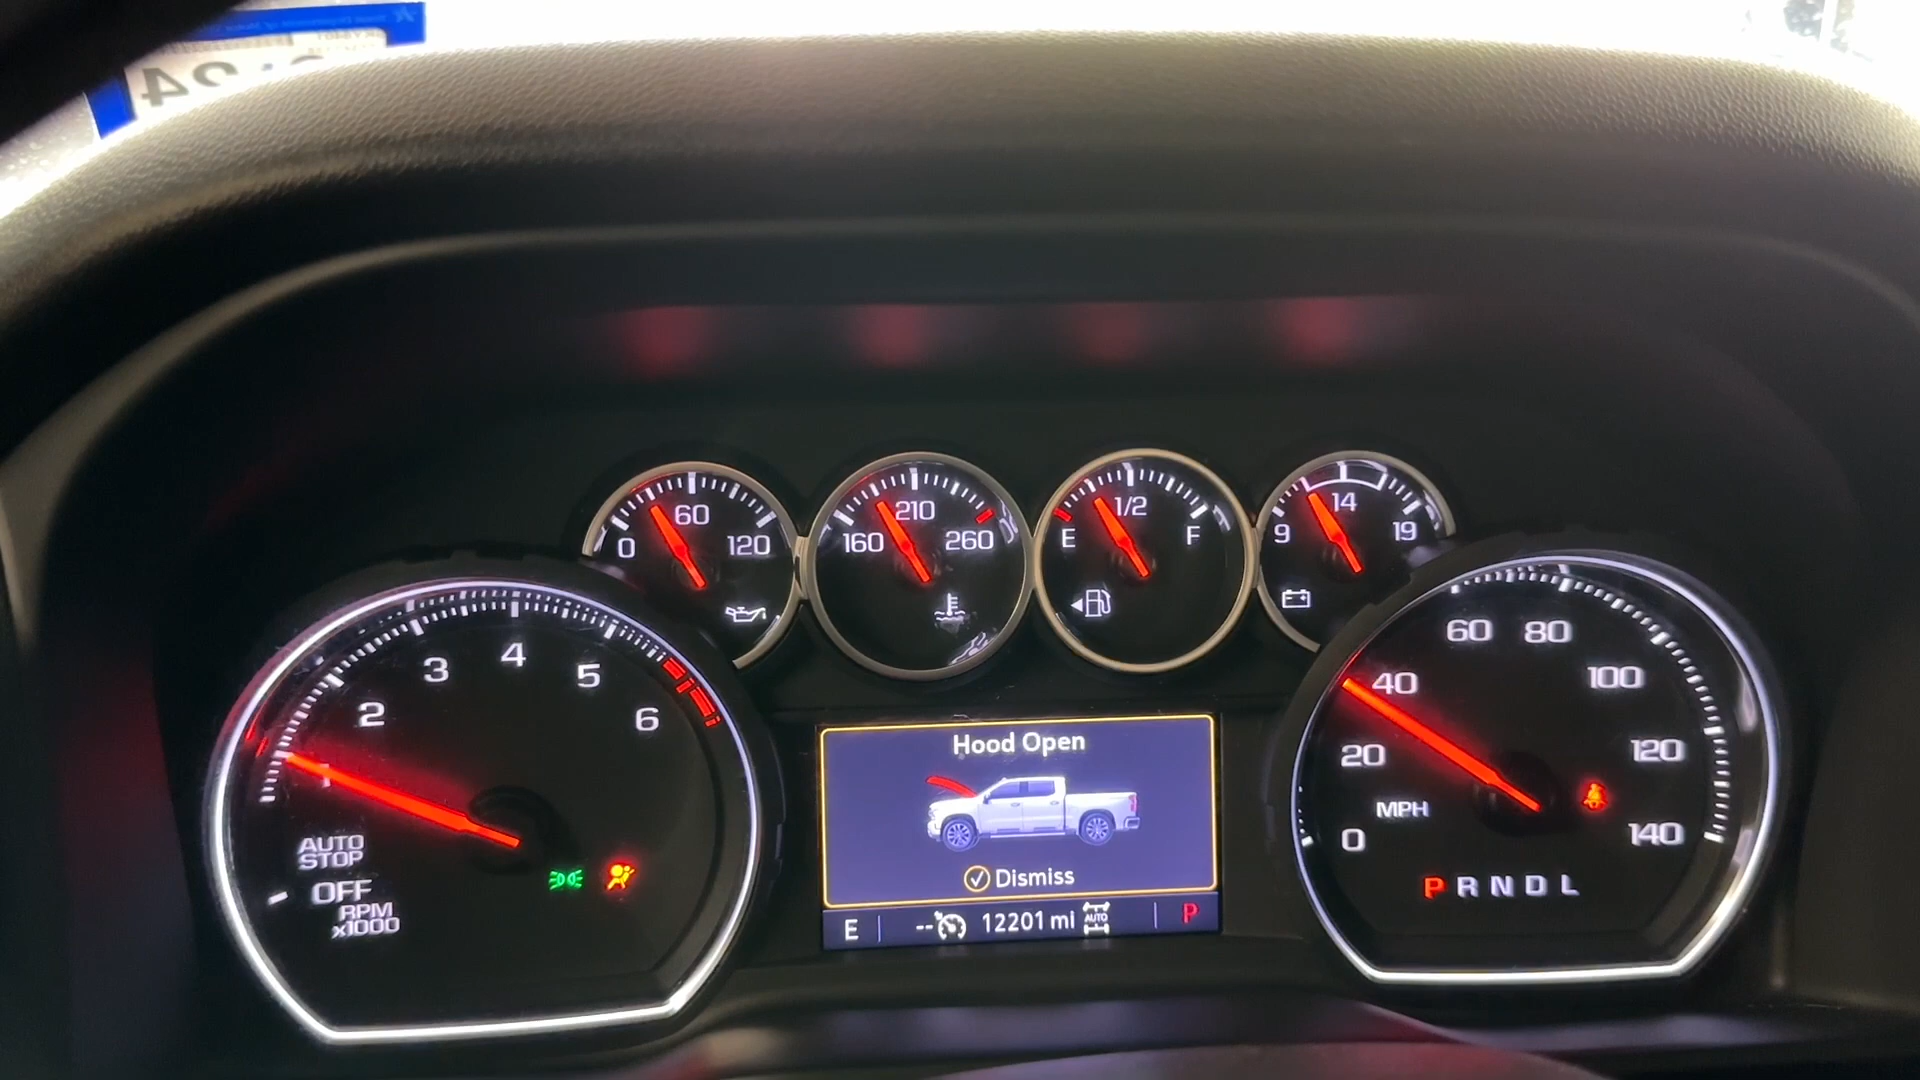 24
0 60 120
160 210 260
E 1/2 F
9 14 19
1 2 3 4 5 6
AUTO
STOP
OFF
RPM
x1000
Hood Open
Dismiss
E -- 12201 mi AUTO P
0 20 40 60 80 100 120 140
MPH
P R N D L